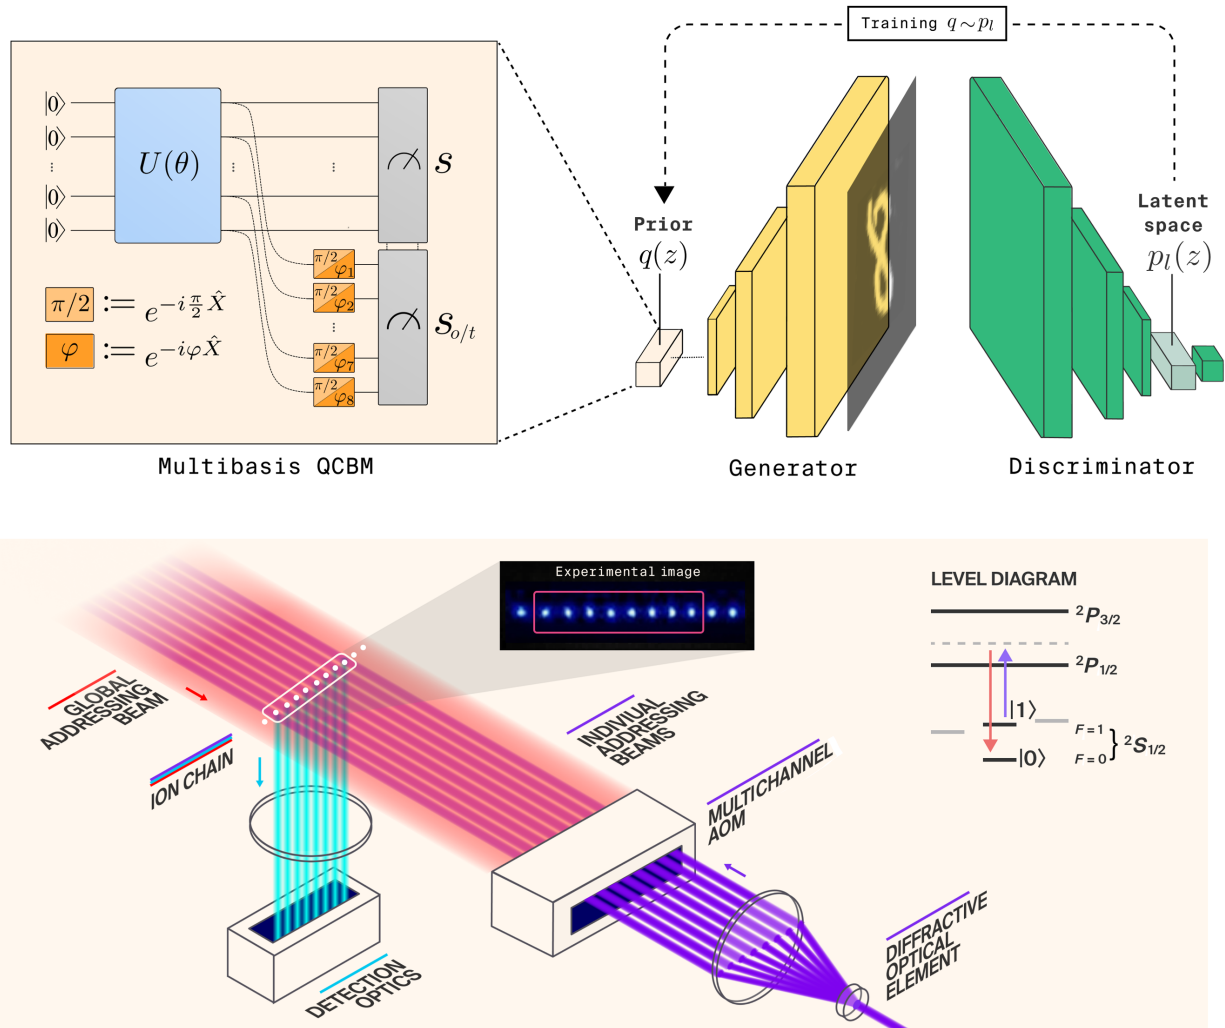 Training q∼p_l
|0⟩
|0⟩
⋮
|0⟩
|0⟩
U(θ)
⋮
⋮
s
π/2 φ₁
π/2 φ₂
⋮
π/2 φ₇
π/2 φ₈
s_{o/t}
π/2 := e^{-i π/2 X̂}
φ := e^{-iφX̂}
Multibasis QCBM
Prior
q(z)
Generator
Latent
space
p_l(z)
Discriminator
Experimental image
GLOBAL
ADDRESSING
BEAM
ION CHAIN
INDIVIUAL
ADDRESSING
BEAMS
MULTICHANNEL
AOM
DIFFRACTIVE
OPTICAL
ELEMENT
DETECTION
OPTICS
LEVEL DIAGRAM
²P₃/₂
²P₁/₂
|1⟩
F = 1
|0⟩
F = 0
} ²S₁/₂